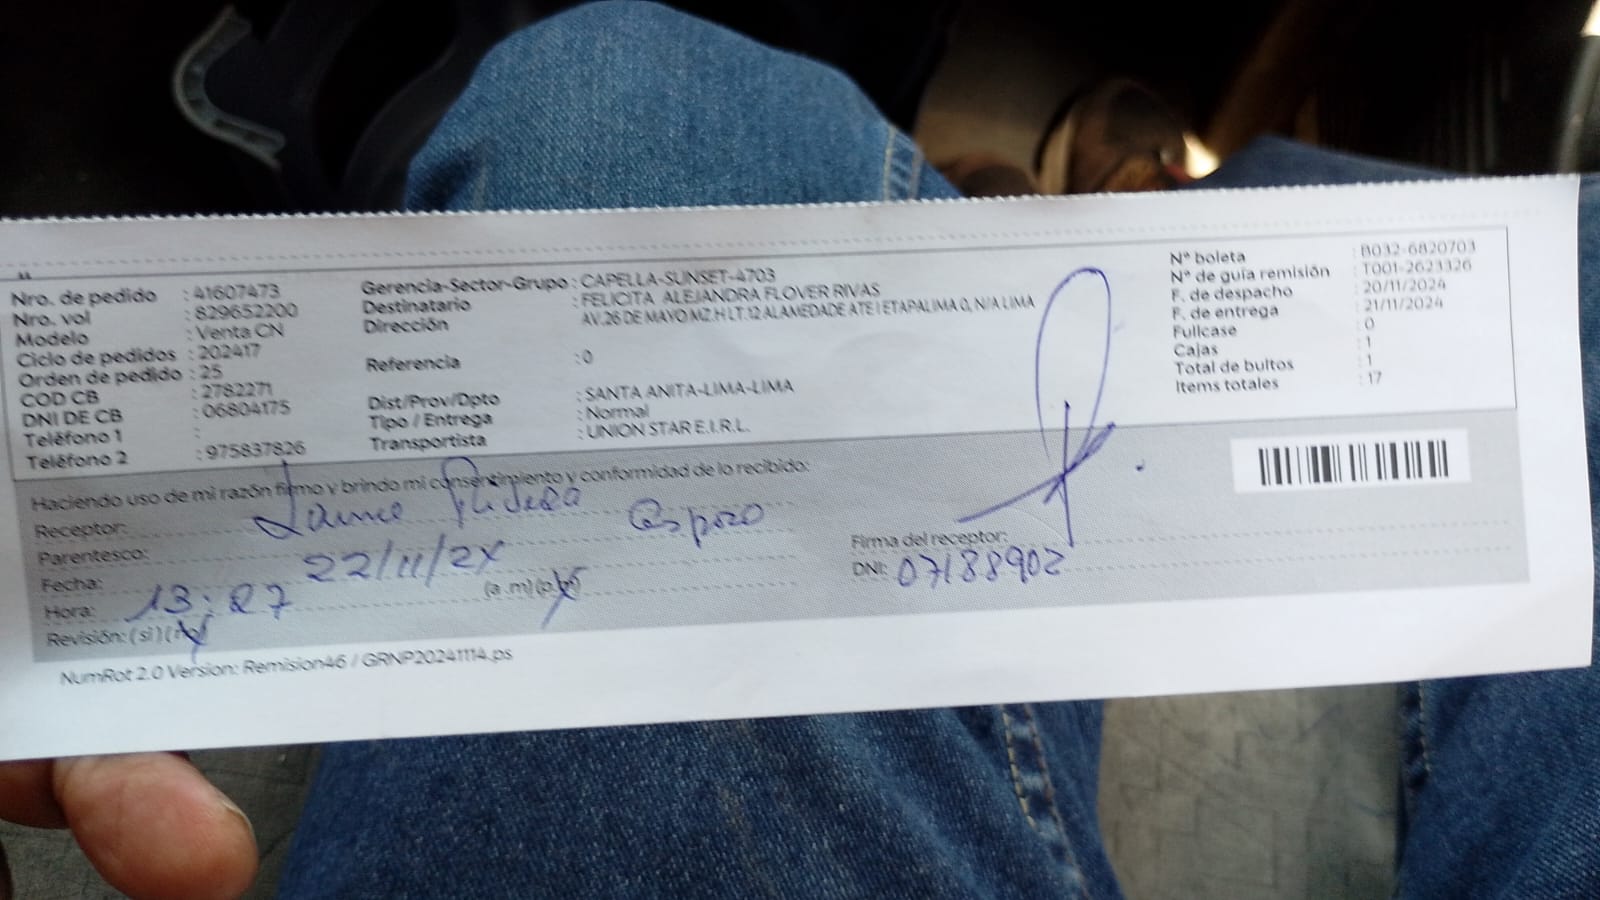 Nro. de pedido : 41607473
Nro. vol : 829652200
Modelo : Venta CN
Ciclo de pedidos : 202417
Orden de pedido : 25
COD CB : 2782271
DNI DE CB : 06804175
Teléfono 1 :
Teléfono 2 : 975837826
Gerencia-Sector-Grupo : CAPELLA-SUNSET-4703
Destinatario : FELICITA ALEJANDRA FLOVER RIVAS
Dirección AV.26 DE MAYO MZ.H LT.12 ALAMEDADE ATE I ETAPALIMA 0, N/A LIMA
Referencia : 0
Dist/Prov/Dpto : SANTA ANITA-LIMA-LIMA
Tipo / Entrega : Normal
Transportista : UNION STAR E.I.R.L.
N° boleta : B032-6820703
N° de guía remisión : T001-2623326
F. de despacho : 20/11/2024
F. de entrega : 21/11/2024
Fullcase : 0
Cajas : 1
Total de bultos : 1
Items totales : 17
Haciendo uso de mi razón firmo y brindo mi consentimiento y conformidad de lo recibido:
Receptor:
Parentesco: Esposo
Fecha: 22/11/24
Hora: 13:27 (a.m)(p.m)
Revisión: (si) (no)
Firma del receptor:
DNI: 07188902
NumRot 2.0 Version: Remision46 / GRNP20241114.ps